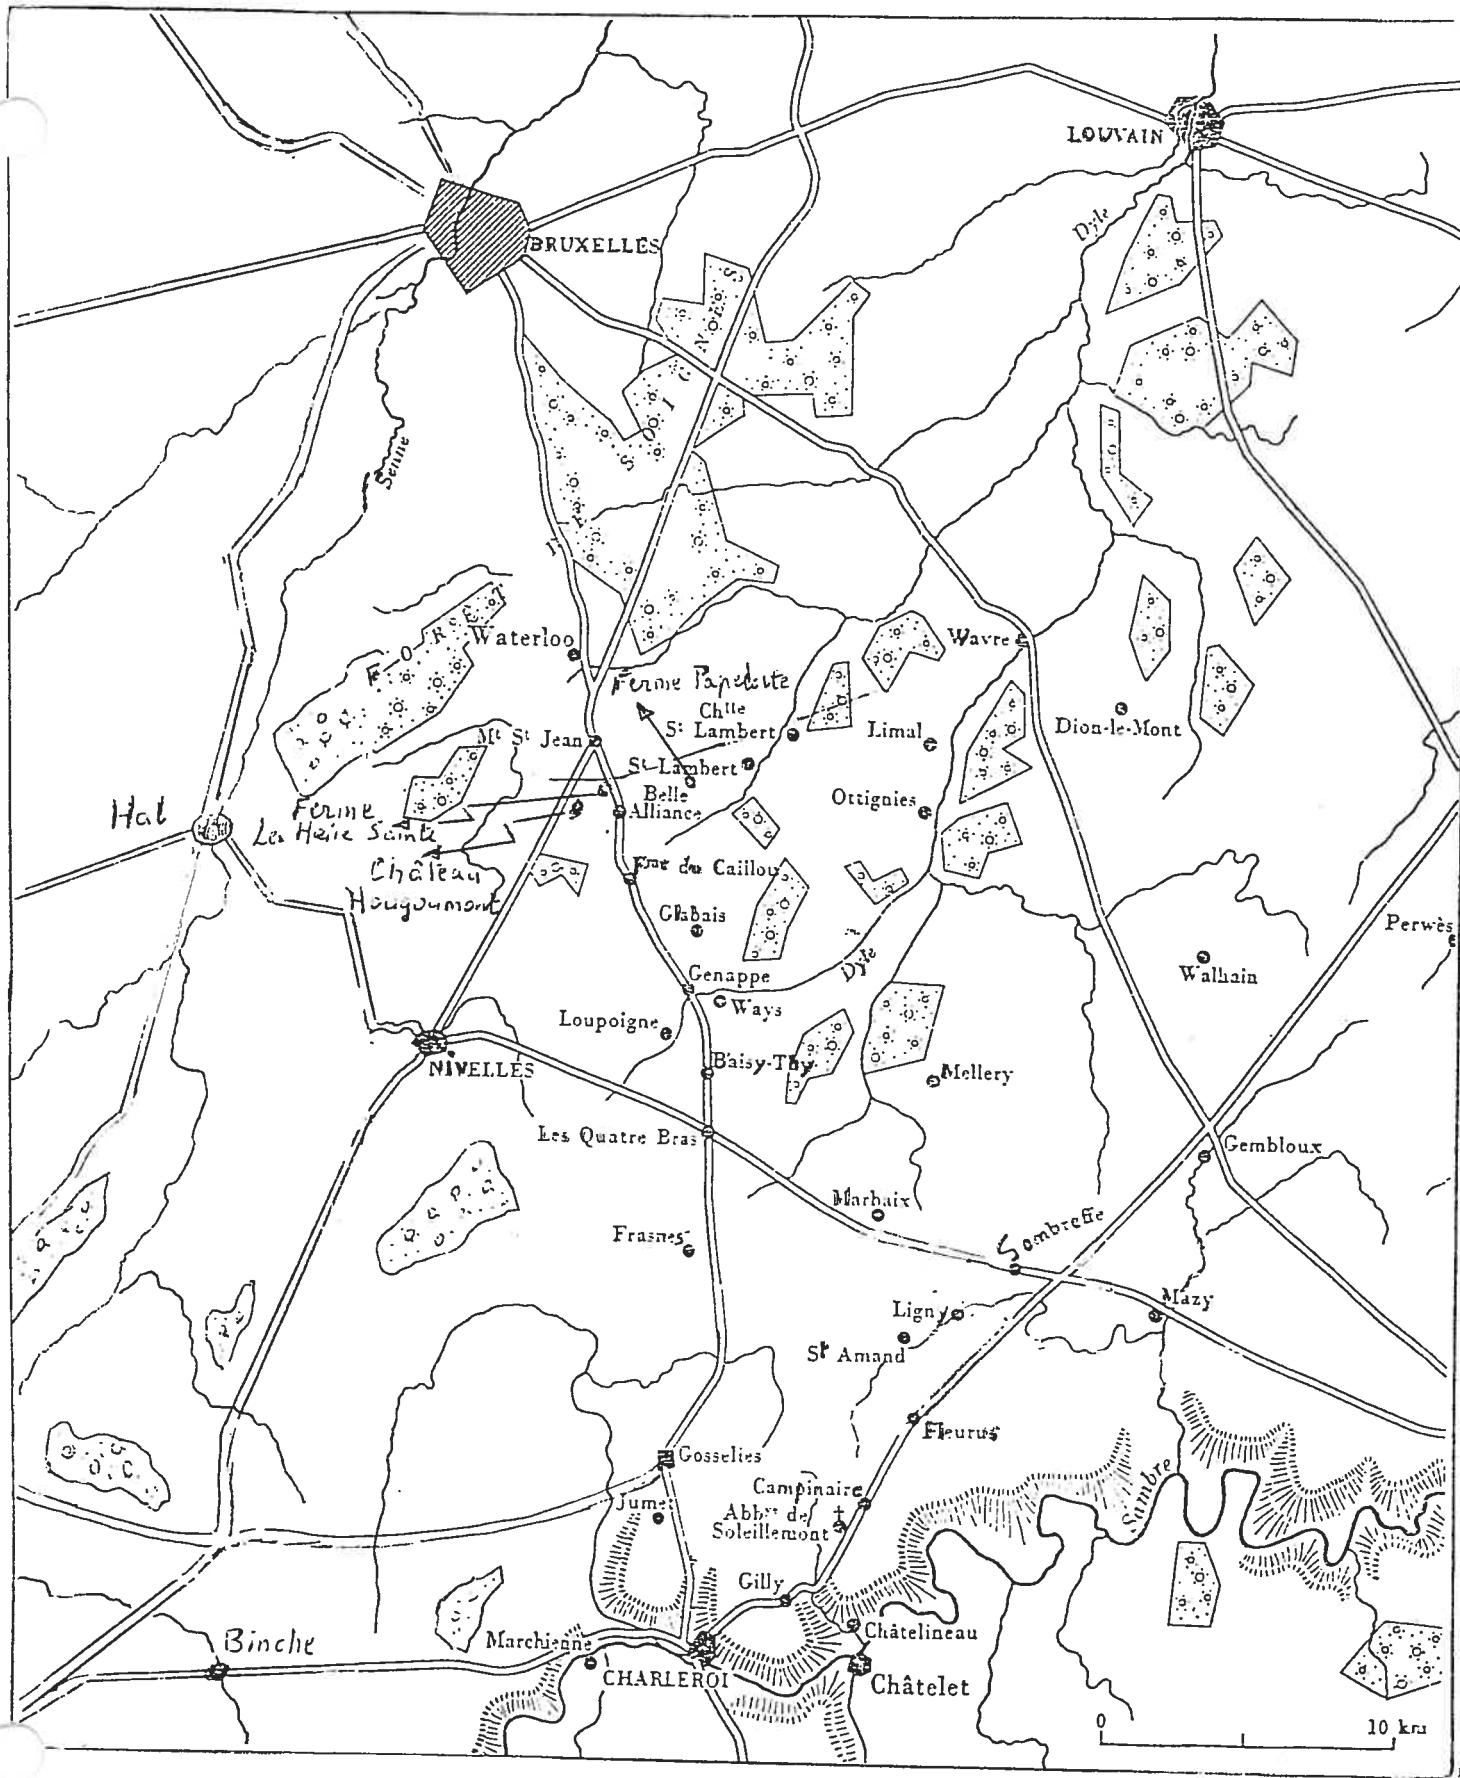 LOUVAIN
BRUXELLES
Dyle
SOIGNES
Senne
FORÊT
Waterloo
Wavre
Ferme Papelotte
Chlle
St Lambert
Limal
Dion-le-Mont
Mt St Jean
St Lambert
Hal
Ferme
La Haie Sainte
Belle
Alliance
Ottignies
Château
Hougoumont
Fme du Caillou
Glabais
Perwès
Dyle
Walhain
Genappe
Ways
Loupoigne
NIVELLES
Baisy-Thy
Mellery
Les Quatre Bras
Gembloux
Marbaix
Sombreffe
Frasnes
Ligny
Mazy
St Amand
Fleurus
Gosselies
Sambre
Campinaire
Jumet
Abbye de
Soleillemont
Gilly
Binche
Marchienne
Châtelineau
CHARLEROI
Châtelet
0
10 km